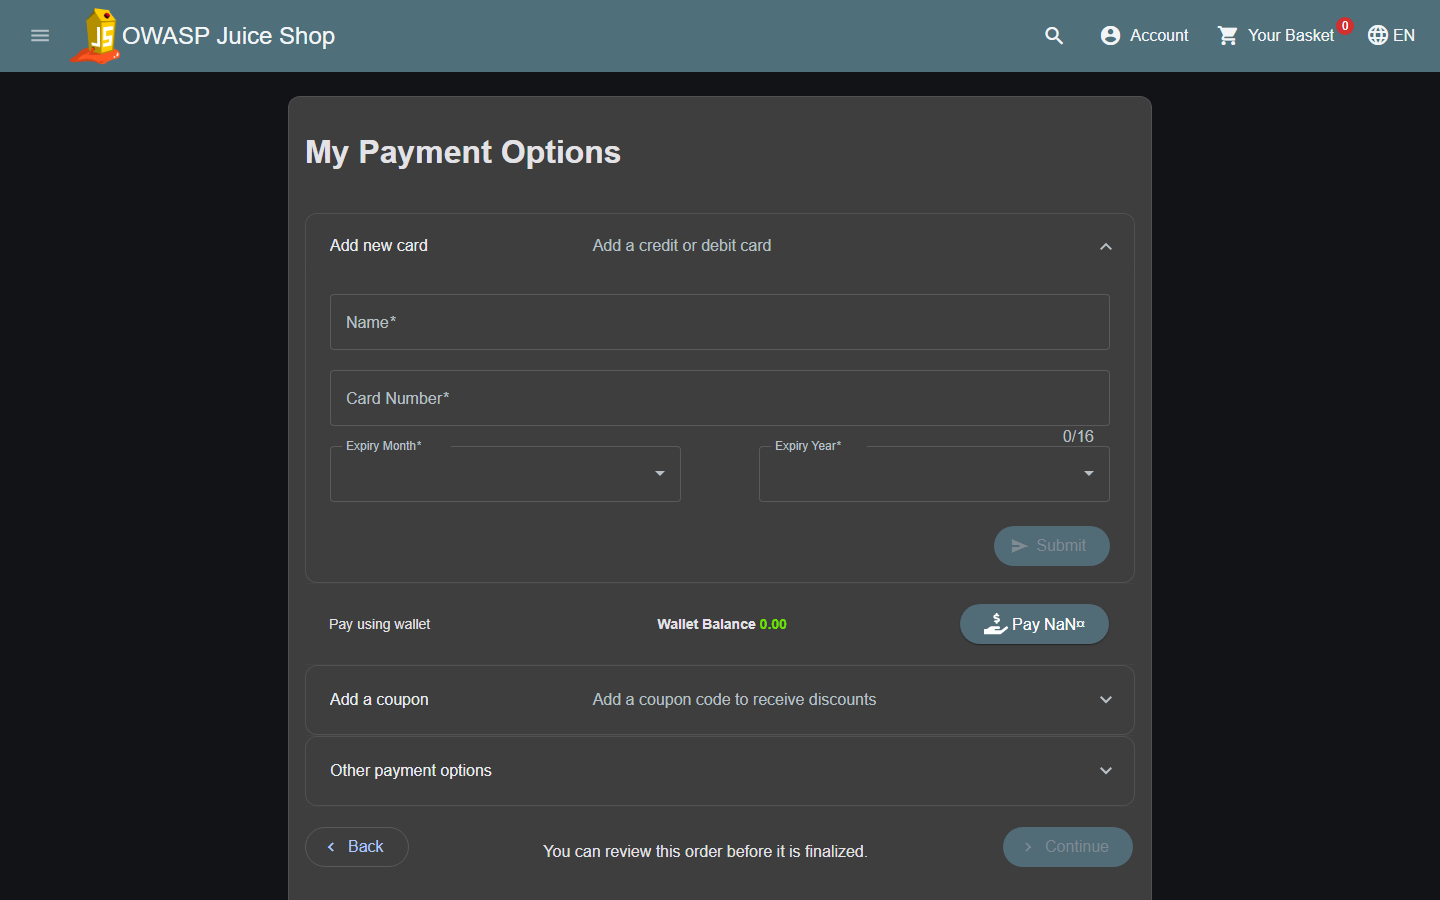 OWASP Juice Shop
Account
Your Basket
0
EN
My Payment Options
Add new card
Add a credit or debit card
Name*
Card Number*
0/16
Expiry Month*
Expiry Year*
Submit
Pay using wallet
Wallet Balance 0.00
Pay NaN¤
Add a coupon
Add a coupon code to receive discounts
Other payment options
Back
You can review this order before it is finalized.
Continue